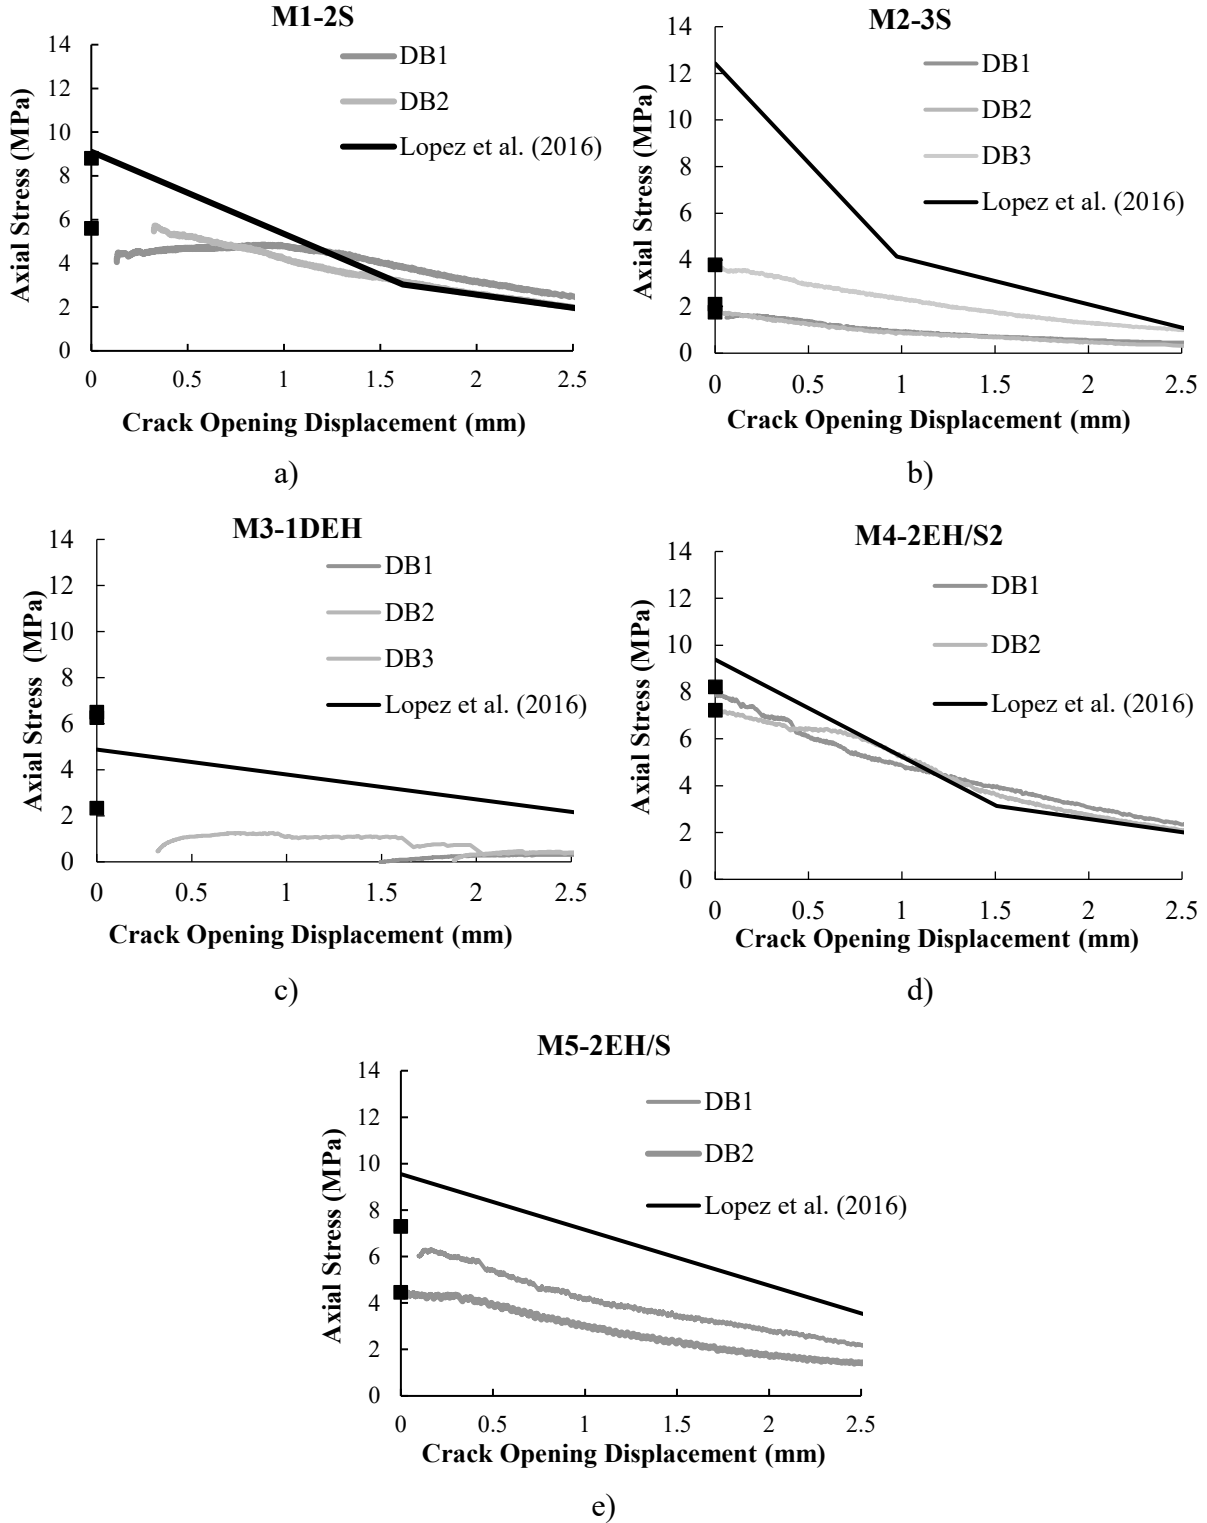 M1-2S
14
12
10
8
6
4
2
0
0 0.5 1 1.5 2 2.5
Axial Stress (MPa)
Crack Opening Displacement (mm)
DB1
DB2
Lopez et al. (2016)
a)
M2-3S
14
12
10
8
6
4
2
0
0 0.5 1 1.5 2 2.5
Axial Stress (MPa)
Crack Opening Displacement (mm)
DB1
DB2
DB3
Lopez et al. (2016)
b)
M3-1DEH
14
12
10
8
6
4
2
0
0 0.5 1 1.5 2 2.5
Axial Stress (MPa)
Crack Opening Displacement (mm)
DB1
DB2
DB3
Lopez et al. (2016)
c)
M4-2EH/S2
14
12
10
8
6
4
2
0
0 0.5 1 1.5 2 2.5
Axial Stress (MPa)
Crack Opening Displacement (mm)
DB1
DB2
Lopez et al. (2016)
d)
M5-2EH/S
14
12
10
8
6
4
2
0
0 0.5 1 1.5 2 2.5
Axial Stress (MPa)
Crack Opening Displacement (mm)
DB1
DB2
Lopez et al. (2016)
e)